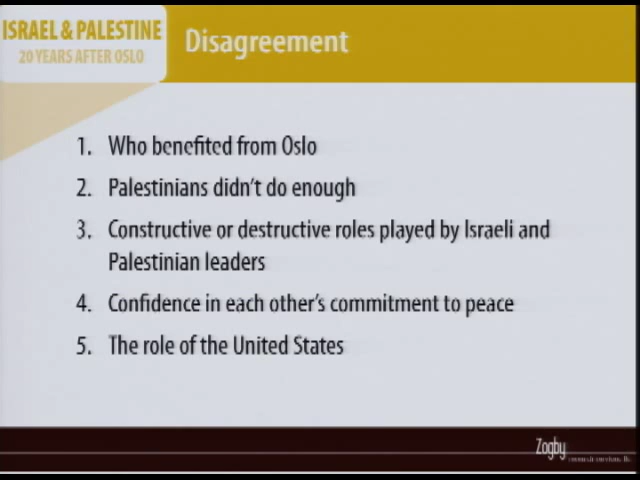 ISRAEL & PALESTINE
20 YEARS AFTER OSLO
Disagreement
1. Who benefited from Oslo
2. Palestinians didn't do enough
3. Constructive or destructive roles played by Israeli and
Palestinian leaders
4. Confidence in each other's commitment to peace
5. The role of the United States
Zogby